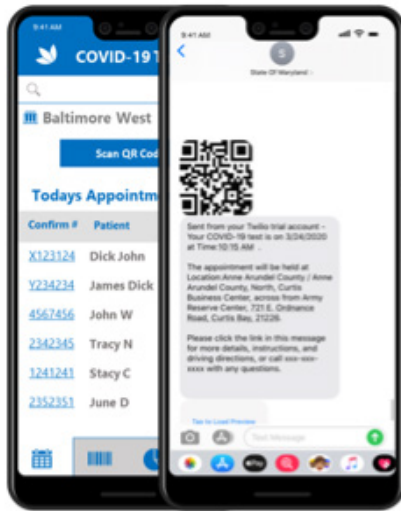 9:41 AM
COVID-19 T
Baltimore West
Scan QR Cod
Todays Appointm
Confirm # Patient
X123124 Dick John
Y234234 James Dick
4567456 John W
2342345 Tracy N
1241241 Stacy C
2352351 June D
9:41 AM
S
State Of Maryland
Sent from your Twilio trial account -
Your COVID-19 test is on 3/24/2020
at Time:10:15 AM .
The appointment will be held at
Location:Anne Arundel County / Anne
Arundel County, North, Curtis
Business Center, across from Army
Reserve Center, 721 E. Ordnance
Road, Curtis Bay, 21226.
Please click the link in this message
for more details, instructions, and
driving directions, or call xxx-xxx-
xxxx with any questions.
Tap to Load Preview
Text Message
Pay